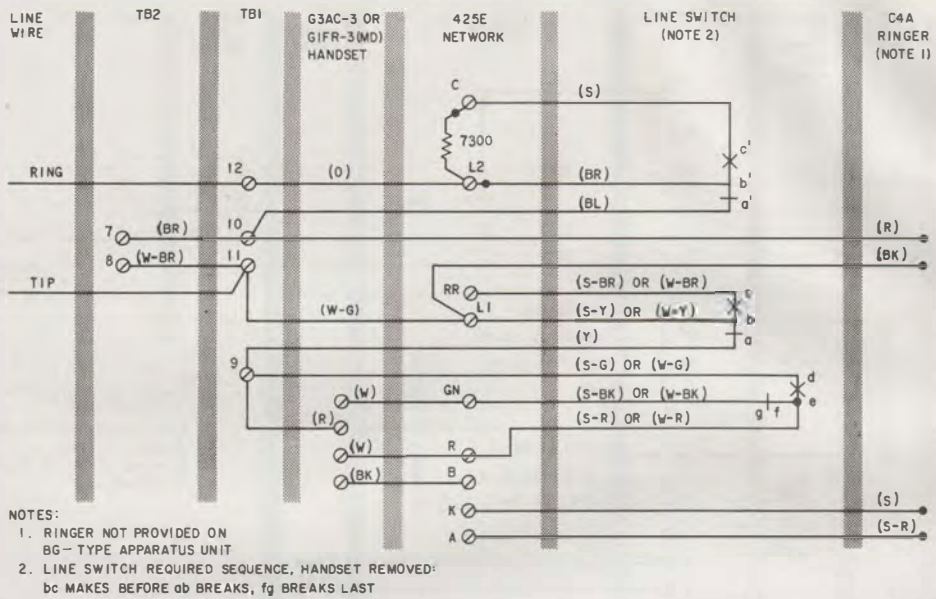 LINE WIRE
TB2
TB1
G3AC-3 OR GIFR-3(MD) HANDSET
425E NETWORK
LINE SWITCH (NOTE 2)
C4A RINGER (NOTE 1)
C
(S)
7300
c'
12
L2
RING
(O)
(BR)
b'
(BL)
a'
7
(BR)
10
(R)
8
(W-BR)
11
(BK)
TIP
RR
(S-BR) OR (W-BR)
c
(W-G)
L1
(S-Y) OR (W-Y)
b
(Y)
a
9
(S-G) OR (W-G)
d
(W)
GN
(S-BK) OR (W-BK)
g f
e
(R)
(S-R) OR (W-R)
(W)
R
(BK)
B
K
(S)
A
(S-R)
NOTES:
1. RINGER NOT PROVIDED ON
BG-TYPE APPARATUS UNIT
2. LINE SWITCH REQUIRED SEQUENCE, HANDSET REMOVED:
bc MAKES BEFORE ab BREAKS, fg BREAKS LAST